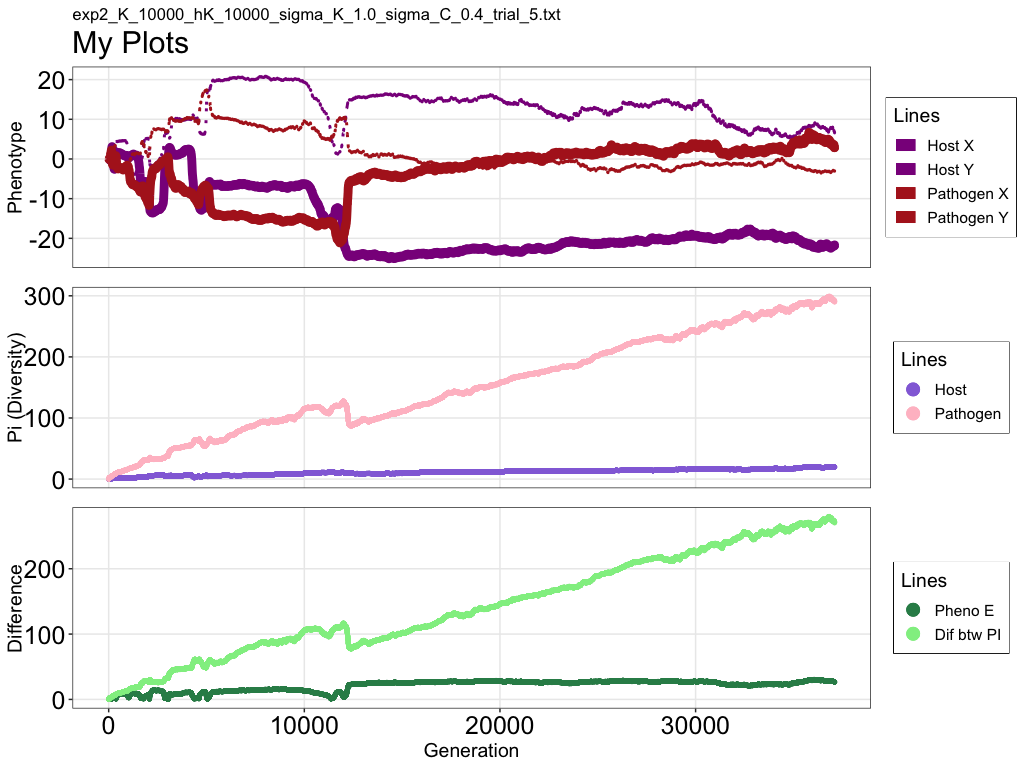 exp2_K_10000_hK_10000_sigma_K_1.0_sigma_C_0.4_trial_5.txt
My Plots
Phenotype
20
10
0
-10
-20
Lines
Host X
Host Y
Pathogen X
Pathogen Y
Pi (Diversity)
300
200
100
0
Lines
Host
Pathogen
Difference
200
100
0
Lines
Pheno E
Dif btw PI
0 10000 20000 30000
Generation